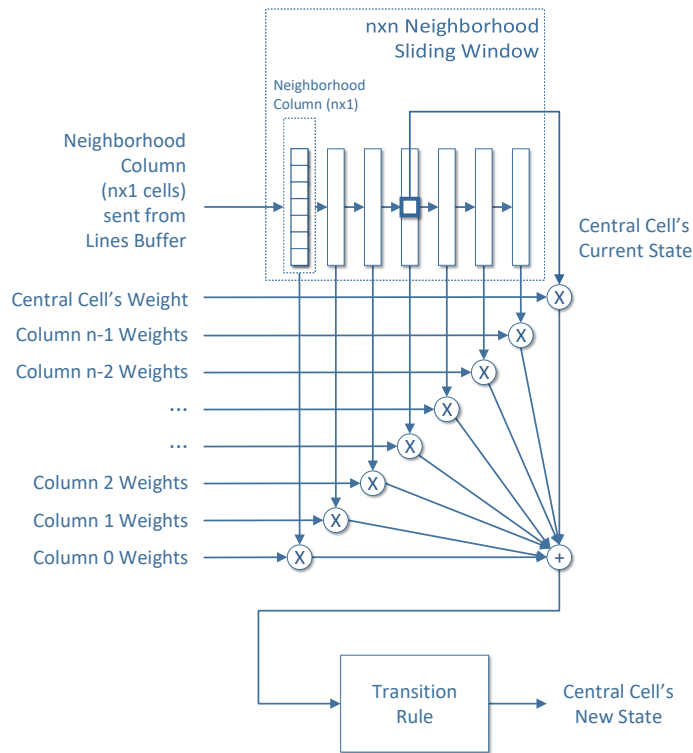 nxn Neighborhood
Sliding Window
Neighborhood
Column (nx1)
Neighborhood
Column
(nx1 cells)
sent from
Lines Buffer
Central Cell's
Current State
Central Cell's Weight
X
Column n-1 Weights
X
Column n-2 Weights
X
...
X
...
X
Column 2 Weights
X
Column 1 Weights
X
Column 0 Weights
X
+
Transition
Rule
Central Cell's
New State